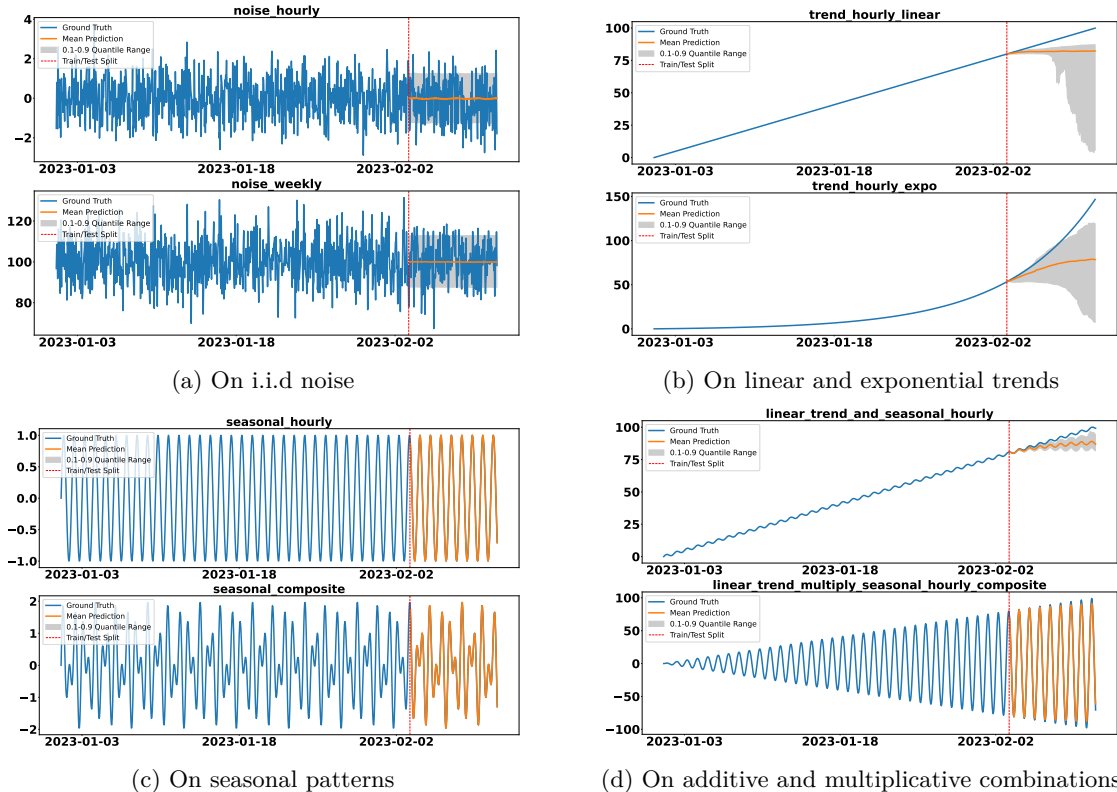 noise_hourly
4
2
0
−2
Ground Truth
Mean Prediction
0.1-0.9 Quantile Range
Train/Test Split
2023-01-03 2023-01-18 2023-02-02
noise_weekly
120
100
80
Ground Truth
Mean Prediction
0.1-0.9 Quantile Range
Train/Test Split
2023-01-03 2023-01-18 2023-02-02
(a) On i.i.d noise
trend_hourly_linear
100
75
50
25
0
Ground Truth
Mean Prediction
0.1-0.9 Quantile Range
Train/Test Split
2023-01-03 2023-01-18 2023-02-02
trend_hourly_expo
150
100
50
0
Ground Truth
Mean Prediction
0.1-0.9 Quantile Range
Train/Test Split
2023-01-03 2023-01-18 2023-02-02
(b) On linear and exponential trends
seasonal_hourly
1.0
0.5
0.0
−0.5
−1.0
Ground Truth
Mean Prediction
0.1-0.9 Quantile Range
Train/Test Split
2023-01-03 2023-01-18 2023-02-02
seasonal_composite
2
1
0
−1
−2
Ground Truth
Mean Prediction
0.1-0.9 Quantile Range
Train/Test Split
2023-01-03 2023-01-18 2023-02-02
(c) On seasonal patterns
linear_trend_and_seasonal_hourly
100
75
50
25
0
Ground Truth
Mean Prediction
0.1-0.9 Quantile Range
Train/Test Split
2023-01-03 2023-01-18 2023-02-02
linear_trend_multiply_seasonal_hourly_composite
100
50
0
−50
−100
Ground Truth
Mean Prediction
0.1-0.9 Quantile Range
Train/Test Split
2023-01-03 2023-01-18 2023-02-02
(d) On additive and multiplicative combinations